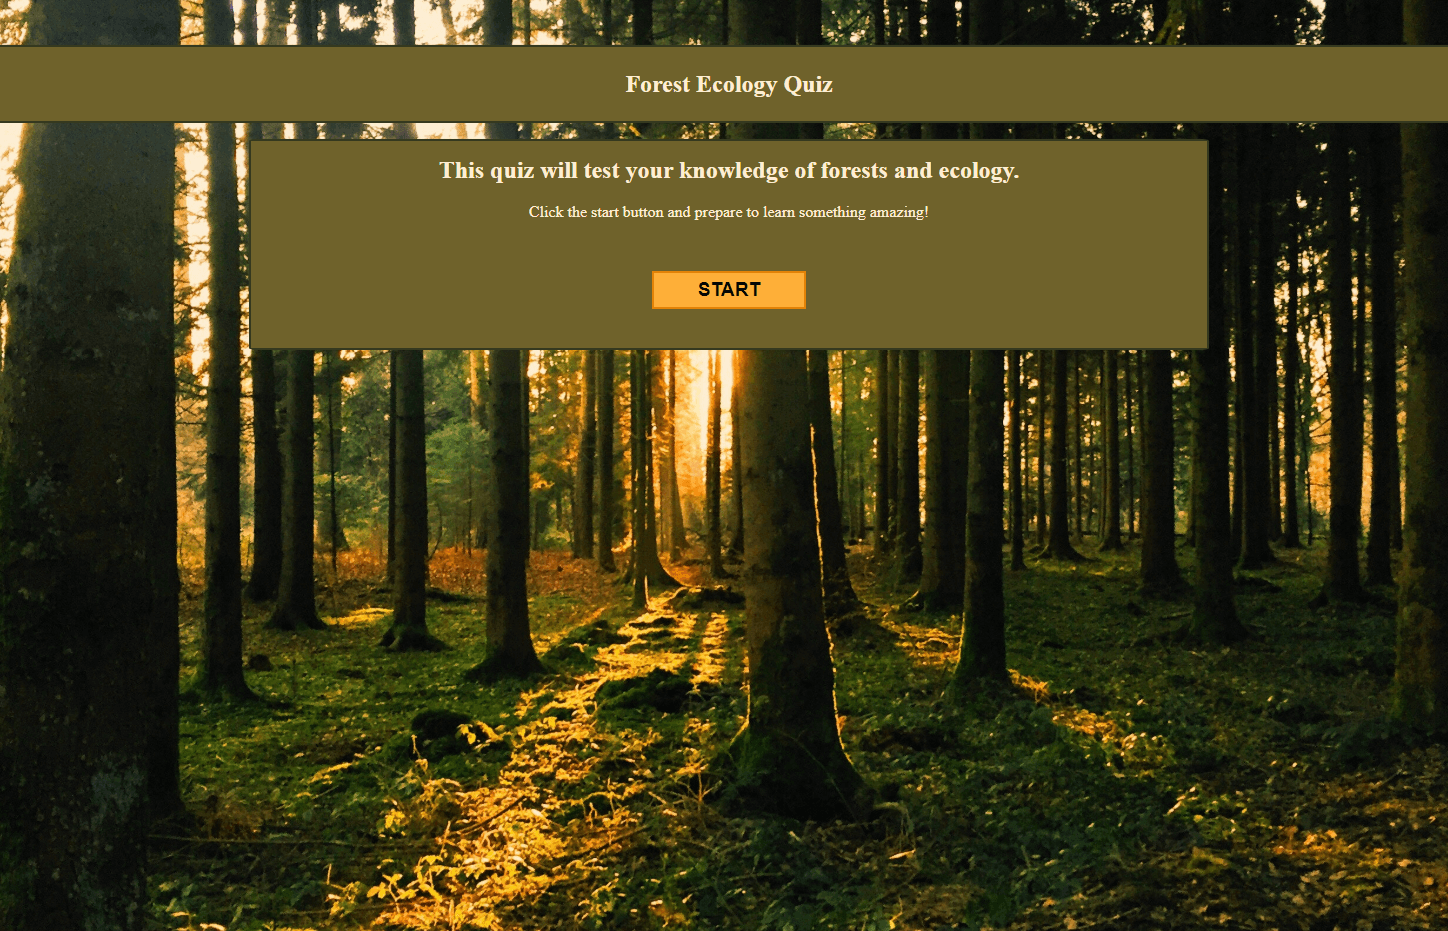 Forest Ecology Quiz
This quiz will test your knowledge of forests and ecology.
Click the start button and prepare to learn something amazing!
START